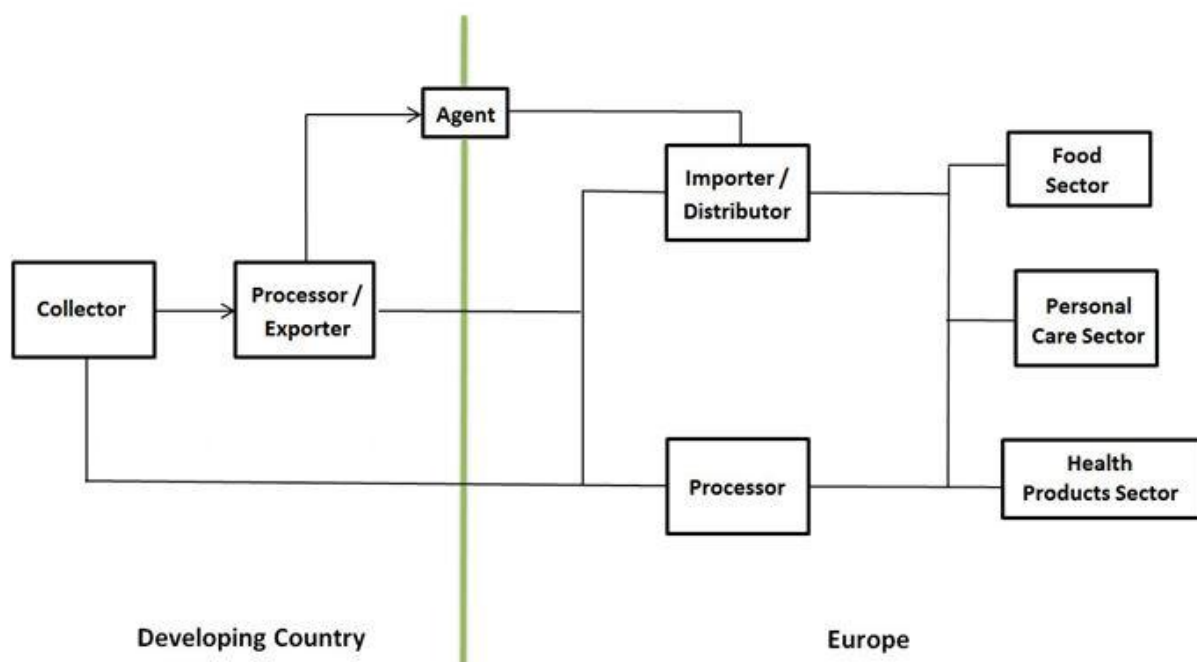 Agent
Importer /
Distributor
Food
Sector
Collector
Processor /
Exporter
Personal
Care Sector
Processor
Health
Products Sector
Developing Country
Europe